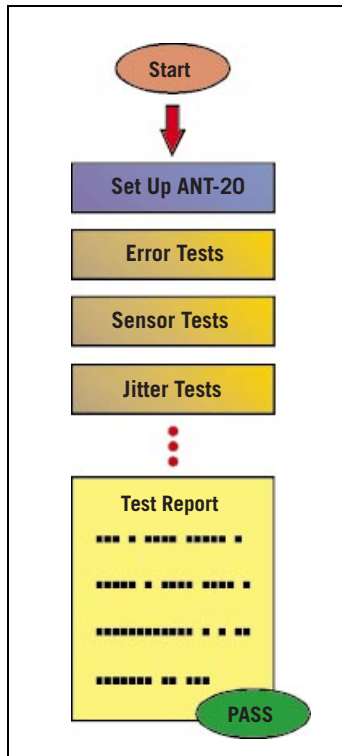 Start
Set Up ANT-20
Error Tests
Sensor Tests
Jitter Tests
Test Report
PASS